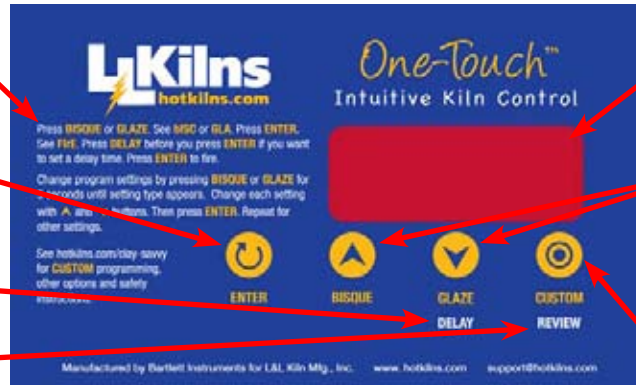 L&L Kilns
hotkilns.com
One-Touch™
Intuitive Kiln Control
Press BISQUE or GLAZE. See bISC or GLA. Press ENTER.
See FIrE. Press DELAY before you press ENTER if you want
to set a delay time. Press ENTER to fire.
Change program settings by pressing BISQUE or GLAZE for
seconds until setting type appears. Change each setting
with and buttons. Then press ENTER. Repeat for
other settings.
See hotkilns.com/clay-savvy
for CUSTOM programming,
other options and safety
instructions.
ENTER
BISQUE
GLAZE
CUSTOM
DELAY
REVIEW
Manufactured by Bartlett Instruments for L&L Kiln Mfg., Inc. www.hotkilns.com support@hotkilns.com